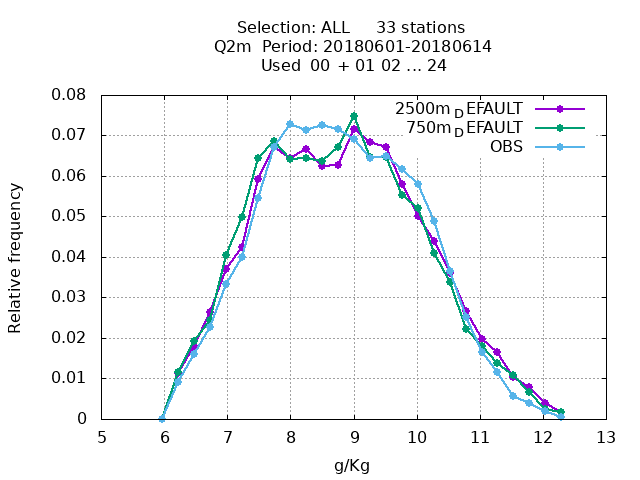 Selection: ALL     33 stations
Q2m  Period: 20180601-20180614
Used  00  + 01 02 ... 24
0.08
0.07
0.06
0.05
0.04
0.03
0.02
0.01
0
Relative frequency
2500m_DEFAULT
750m_DEFAULT
OBS
5 6 7 8 9 10 11 12 13
g/Kg